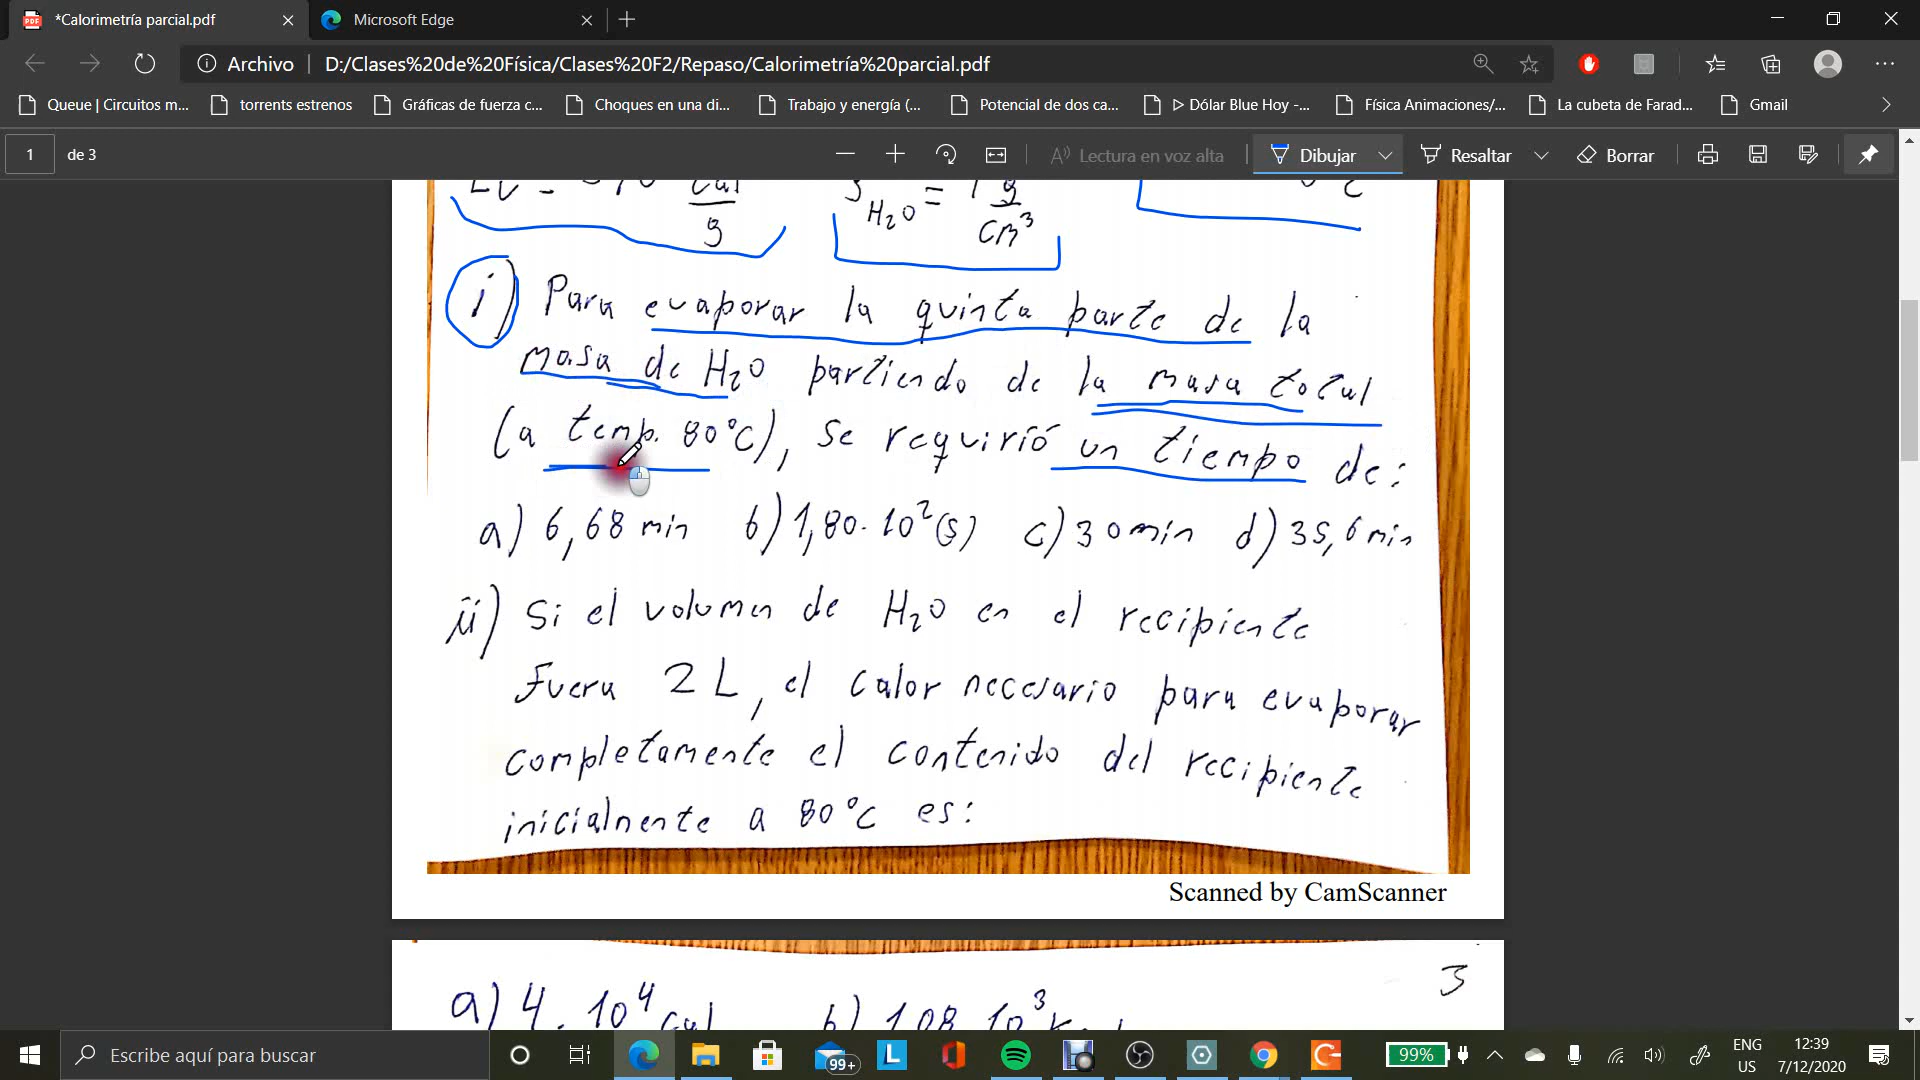 *Calorimetría parcial.pdf
Microsoft Edge
Archivo
D:/Clases%20de%20Física/Clases%20F2/Repaso/Calorimetría%20parcial.pdf
Queue | Circuitos m...
torrents estrenos
Gráficas de fuerza c...
Choques en una di...
Trabajo y energía (...
Potencial de dos ca...
ᐅ Dólar Blue Hoy -...
Física Animaciones/...
La cubeta de Farad...
Gmail
1 de 3
Lectura en voz alta
Dibujar
Resaltar
Borrar
cal/g
H₂O = 1 g/cm³
°C
i) Para evaporar la quinta parte de la
masa de H₂O partiendo de la masa total
(a temp. 80°C), se requirió un tiempo de:
a) 6,68 min b) 1,80.10²(s) c) 30min d) 35,6 min
ii) Si el volumen de H₂O en el recipiente
fuera 2 L, el calor necesario para evaporar
completamente el contenido del recipiente
inicialmente a 80°C es:
Scanned by CamScanner
3
a) 4.10⁴ cal b) 108.10³
Escribe aquí para buscar
99+
99%
ENG
US
12:39
7/12/2020